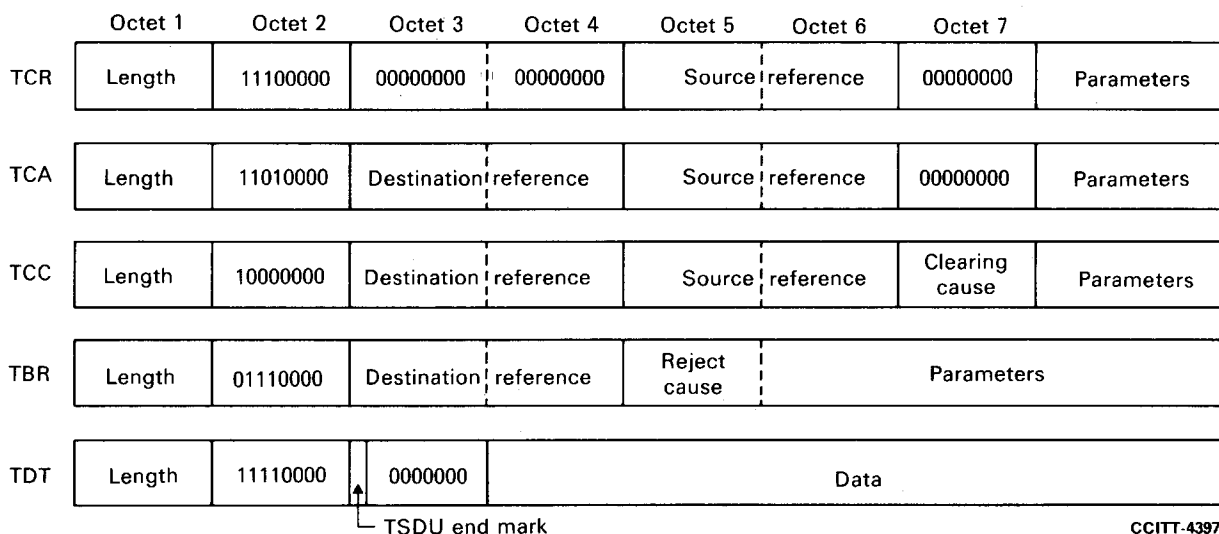 Octet 1 Octet 2 Octet 3 Octet 4 Octet 5 Octet 6 Octet 7
TCR Length 11100000 00000000 00000000 Source reference 00000000 Parameters
TCA Length 11010000 Destination reference Source reference 00000000 Parameters
TCC Length 10000000 Destination reference Source reference Clearing cause Parameters
TBR Length 01110000 Destination reference Reject cause Parameters
TDT Length 11110000 0000000 Data
TSDU end mark
CCITT-4397